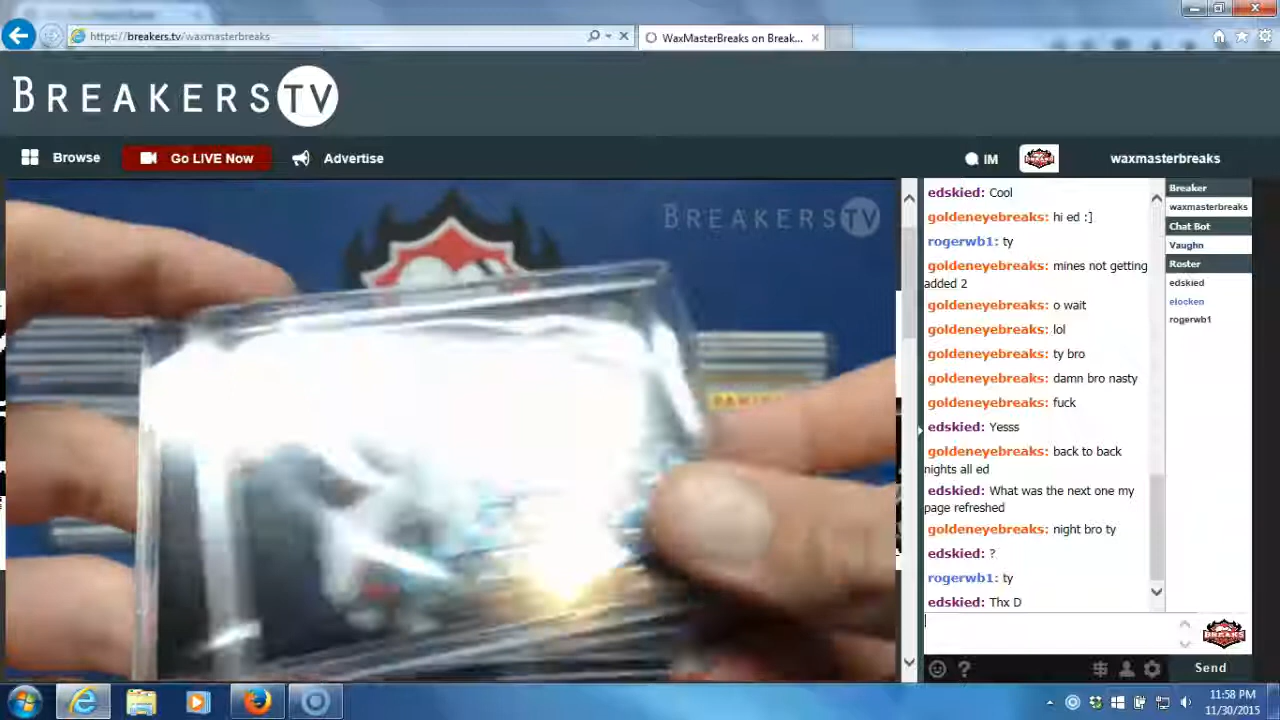 https://breakers.tv/waxmasterbreaks
WaxMasterBreaks on Break...
BREAKERS TV
Browse
Go LIVE Now
Advertise
IM
waxmasterbreaks
BREAKERS TV
PANINI
edskied: Cool
goldeneyebreaks: hi ed :]
rogerwb1: ty
goldeneyebreaks: mines not getting
added 2
goldeneyebreaks: o wait
goldeneyebreaks: lol
goldeneyebreaks: ty bro
goldeneyebreaks: damn bro nasty
goldeneyebreaks: fuck
edskied: Yesss
goldeneyebreaks: back to back
nights all ed
edskied: What was the next one my
page refreshed
goldeneyebreaks: night bro ty
edskied: ?
rogerwb1: ty
edskied: Thx D
Breaker
waxmasterbreaks
Chat Bot
Vaughn
Roster
edskied
elocken
rogerwb1
BREAKS
Send
11:58 PM
11/30/2015